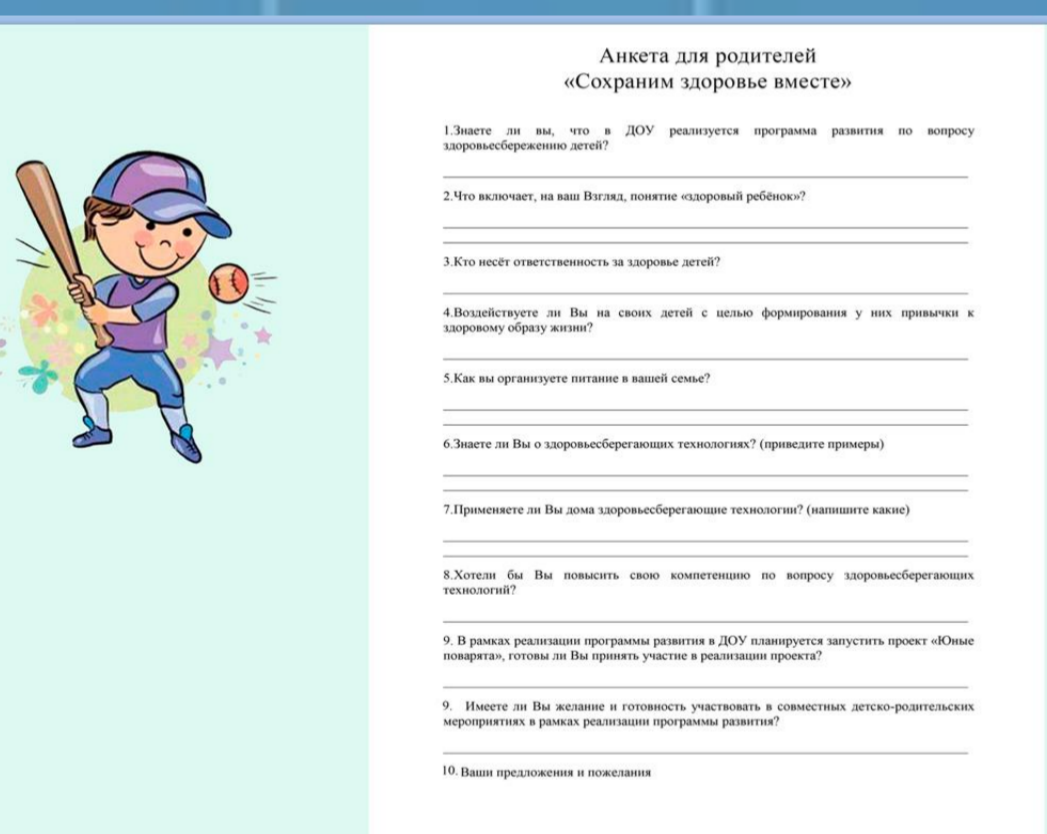 Анкета для родителей
«Сохраним здоровье вместе»
1.Знаете ли вы, что в ДОУ реализуется программа развития по вопросу
здоровьесбережению детей?
2.Что включает, на ваш Взгляд, понятие «здоровый ребёнок»?
3.Кто несёт ответственность за здоровье детей?
4.Воздействуете ли Вы на своих детей с целью формирования у них привычки к
здоровому образу жизни?
5.Как вы организуете питание в вашей семье?
6.Знаете ли Вы о здоровьесберегающих технологиях? (приведите примеры)
7.Применяете ли Вы дома здоровьесберегающие технологии? (напишите какие)
8.Хотели бы Вы повысить свою компетенцию по вопросу здоровьесберегающих
технологий?
9. В рамках реализации программы развития в ДОУ планируется запустить проект «Юные
поварята», готовы ли Вы принять участие в реализации проекта?
9. Имеете ли Вы желание и готовность участвовать в совместных детско-родительских
мероприятиях в рамках реализации программы развития?
10. Ваши предложения и пожелания